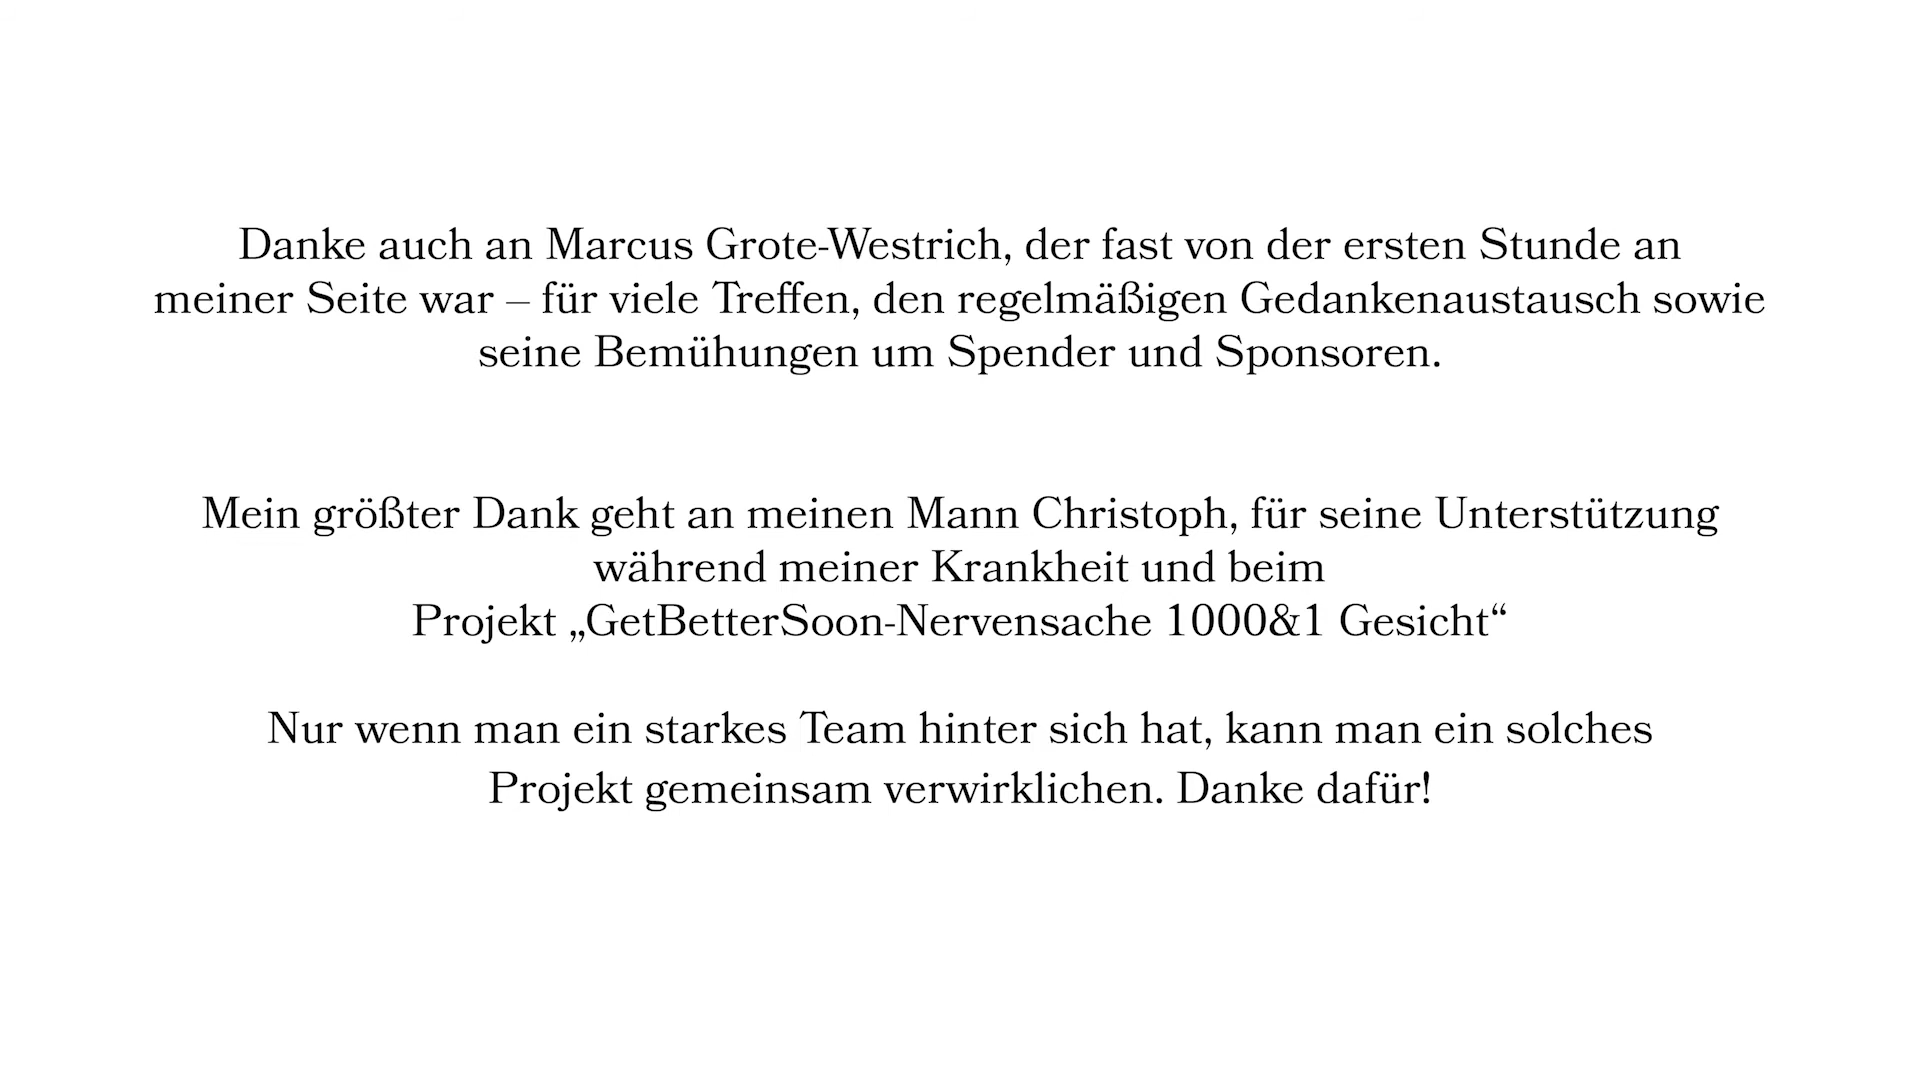 Danke auch an Marcus Grote-Westrich, der fast von der ersten Stunde an
meiner Seite war – für viele Treffen, den regelmäßigen Gedankenaustausch sowie
seine Bemühungen um Spender und Sponsoren.
Mein größter Dank geht an meinen Mann Christoph, für seine Unterstützung
während meiner Krankheit und beim
Projekt „GetBetterSoon-Nervensache 1000&1 Gesicht“
Nur wenn man ein starkes Team hinter sich hat, kann man ein solches
Projekt gemeinsam verwirklichen. Danke dafür!